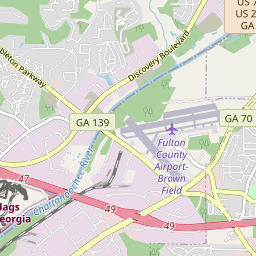 US
US 2
GA
Discovery Boulevard
Parkway
GA 139
GA 70
Fulton
County
Airport-
Brown
Field
Chattahoochee River
47
49
49
lags
eorgia